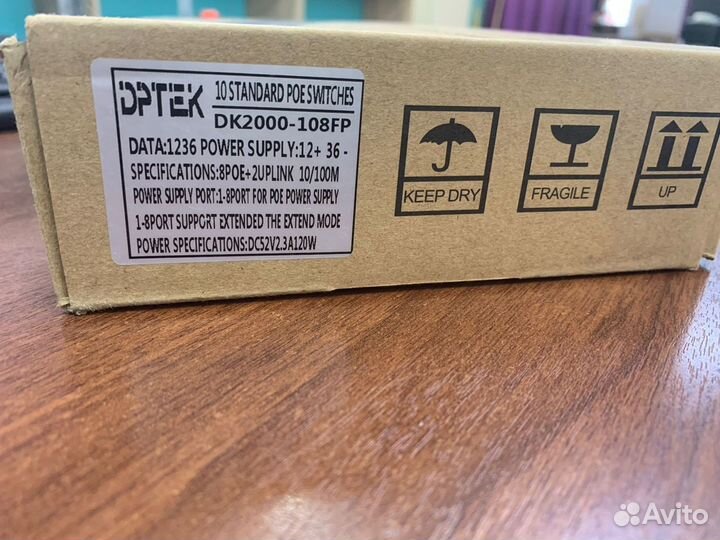 DPTEK 10 STANDARD POE SWITCHES
DK2000-108FP
DATA:1236 POWER SUPPLY:12+ 36 -
SPECIFICATIONS:8POE+2UPLINK 10/100M
POWER SUPPLY PORT:1-8PORT FOR POE POWER SUPPLY
1-8PORT SUPPORT EXTENDED THE EXTEND MODE
POWER SPECIFICATIONS:DC52V2.3A120W
KEEP DRY
FRAGILE
UP
Avito